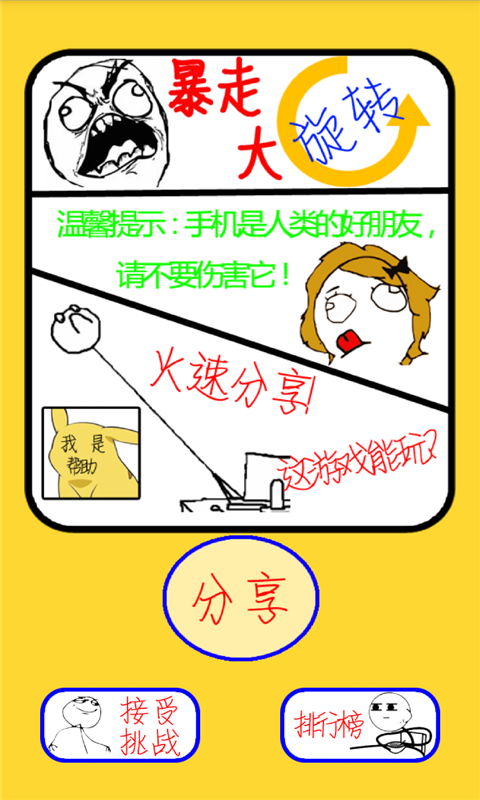 暴走
大
旋转
温馨提示：手机是人类的好朋友，
请不要伤害它！
火速分享！
我是
帮助
这游戏能玩？
分享
接受
挑战
排行榜